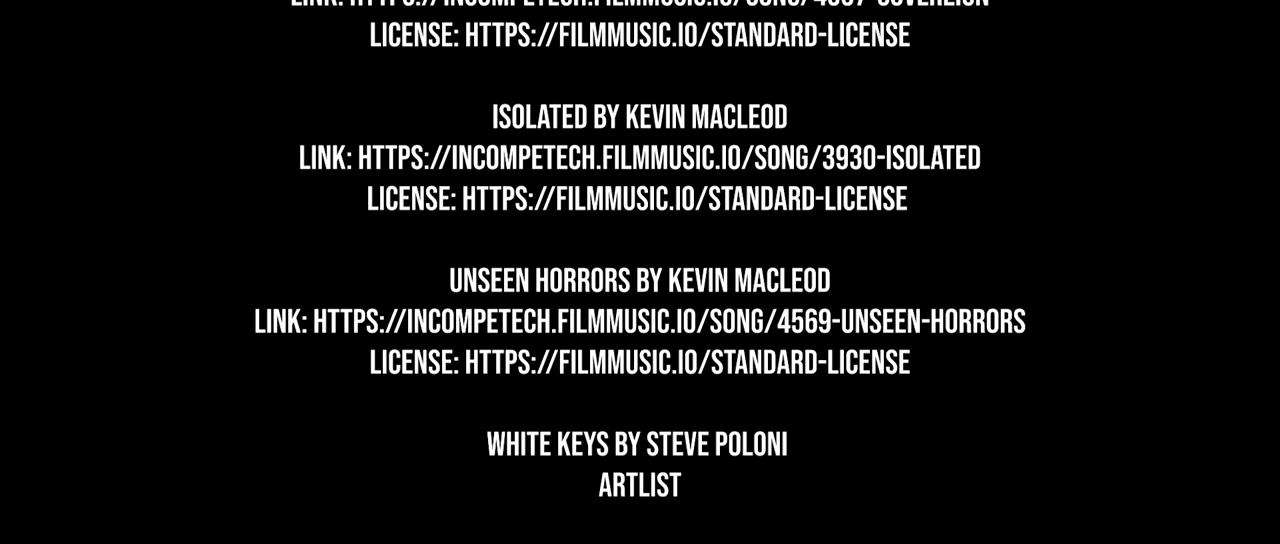 LICENSE: HTTPS://FILMMUSIC.IO/STANDARD-LICENSE
ISOLATED BY KEVIN MACLEOD
LINK: HTTPS://INCOMPETECH.FILMMUSIC.IO/SONG/3930-ISOLATED
LICENSE: HTTPS://FILMMUSIC.IO/STANDARD-LICENSE
UNSEEN HORRORS BY KEVIN MACLEOD
LINK: HTTPS://INCOMPETECH.FILMMUSIC.IO/SONG/4569-UNSEEN-HORRORS
LICENSE: HTTPS://FILMMUSIC.IO/STANDARD-LICENSE
WHITE KEYS BY STEVE POLONI
ARTLIST